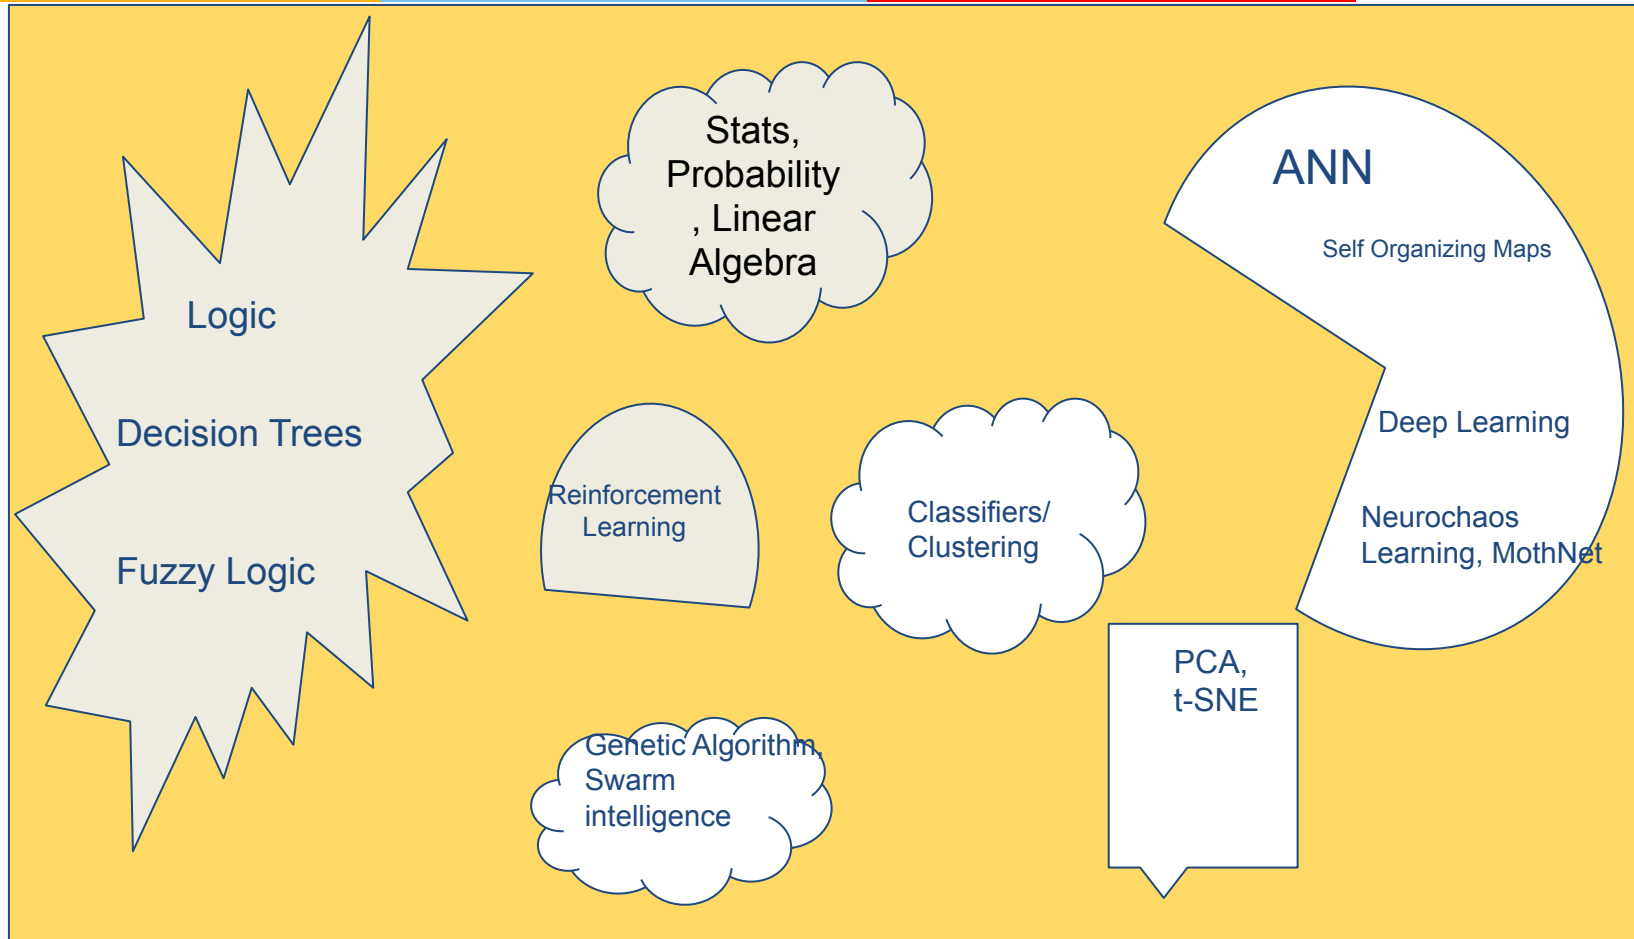 Logic
Decision Trees
Fuzzy Logic
Stats,
Probability
, Linear
Algebra
Reinforcement
Learning
Classifiers/
Clustering
Genetic Algorithm,
Swarm
intelligence
ANN
Self Organizing Maps
Deep Learning
Neurochaos
Learning, MothNet
PCA,
t-SNE